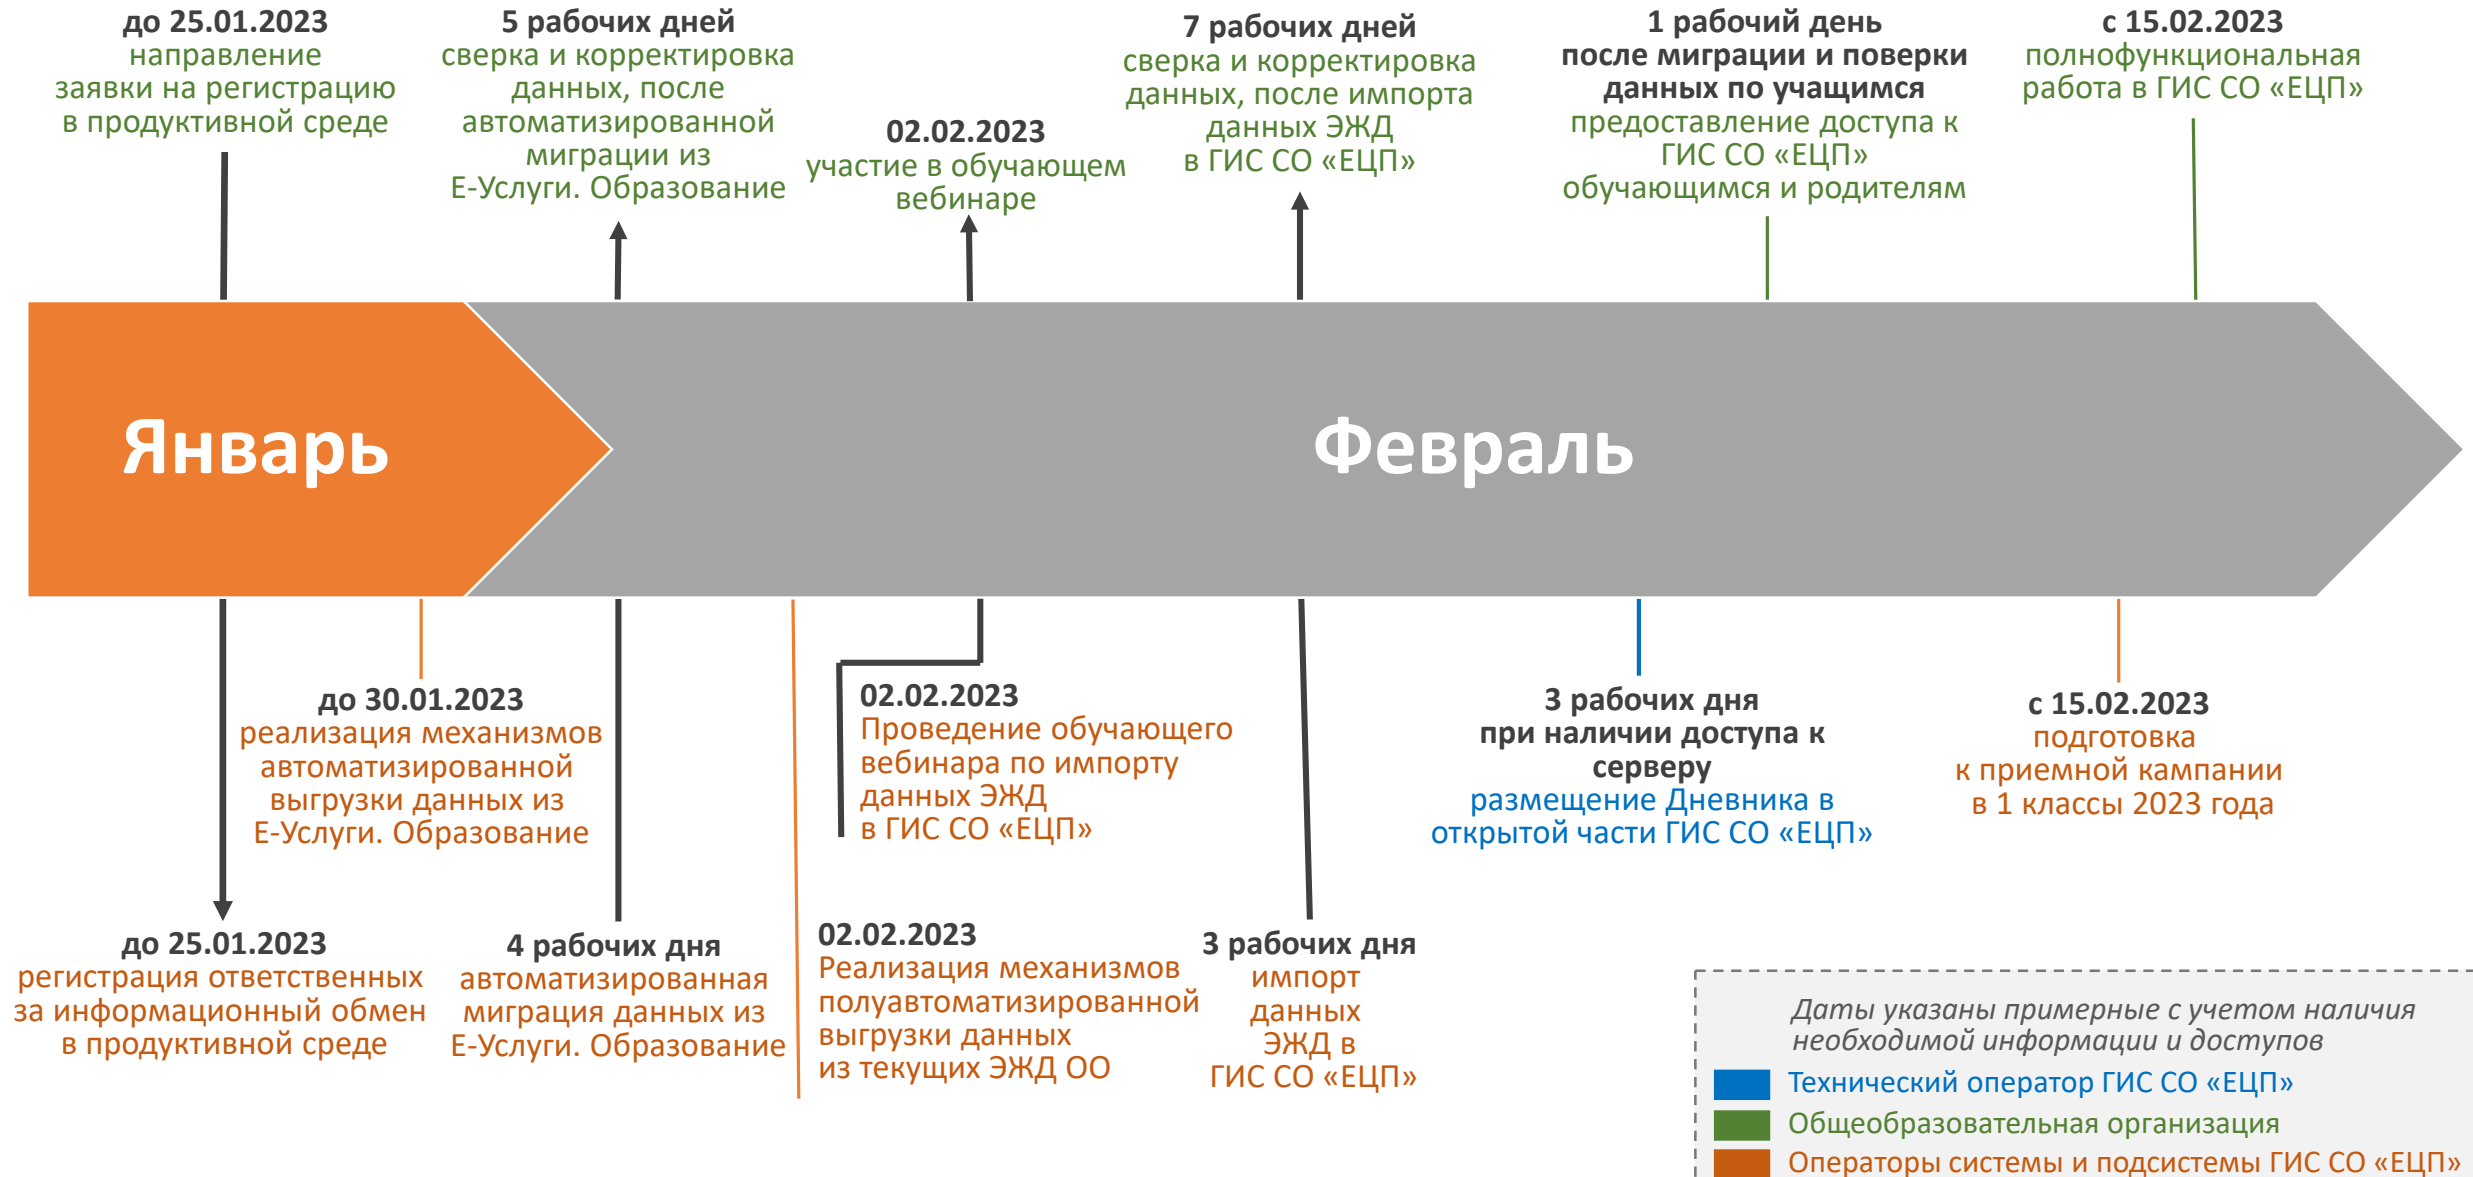 до 25.01.2023
направление
заявки на регистрацию
в продуктивной среде
5 рабочих дней
сверка и корректировка
данных, после
автоматизированной
миграции из
Е-Услуги. Образование
02.02.2023
участие в обучающем
вебинаре
7 рабочих дней
сверка и корректировка
данных, после импорта
данных ЭЖД
в ГИС СО «ЕЦП»
1 рабочий день
после миграции и поверки
данных по учащимся
предоставление доступа к
ГИС СО «ЕЦП»
обучающимся и родителям
с 15.02.2023
полнофункциональная
работа в ГИС СО «ЕЦП»
Январь
Февраль
до 25.01.2023
регистрация ответственных
за информационный обмен
в продуктивной среде
до 30.01.2023
реализация механизмов
автоматизированной
выгрузки данных из
Е-Услуги. Образование
4 рабочих дня
автоматизированная
миграция данных из
Е-Услуги. Образование
02.02.2023
Проведение обучающего
вебинара по импорту
данных ЭЖД
в ГИС СО «ЕЦП»
02.02.2023
Реализация механизмов
полуавтоматизированной
выгрузки данных
из текущих ЭЖД ОО
3 рабочих дня
импорт
данных
ЭЖД в
ГИС СО «ЕЦП»
3 рабочих дня
при наличии доступа к
серверу
размещение Дневника в
открытой части ГИС СО «ЕЦП»
с 15.02.2023
подготовка
к приемной кампании
в 1 классы 2023 года
Даты указаны примерные с учетом наличия
необходимой информации и доступов
Технический оператор ГИС СО «ЕЦП»
Общеобразовательная организация
Операторы системы и подсистемы ГИС СО «ЕЦП»